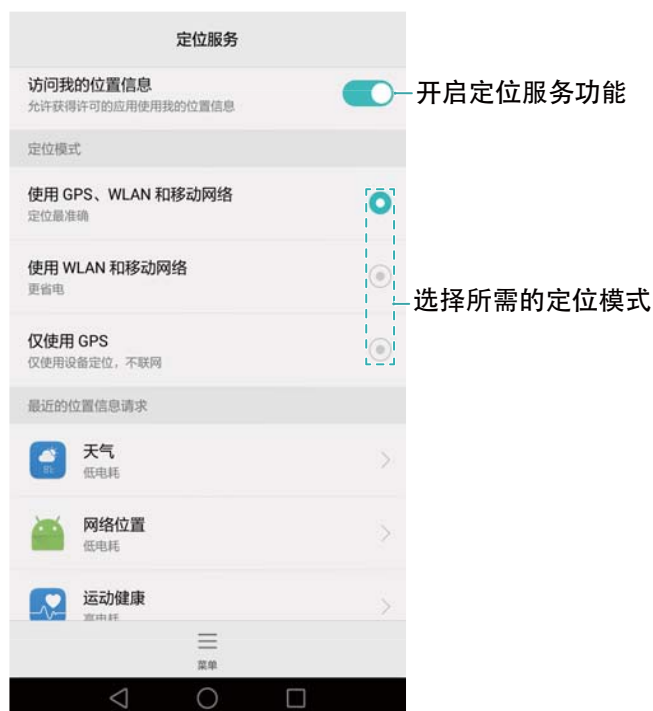 定位服务
访问我的位置信息
允许获得许可的应用使用我的位置信息
开启定位服务功能
定位模式
使用 GPS、WLAN 和移动网络
定位最准确
使用 WLAN 和移动网络
更省电
选择所需的定位模式
仅使用 GPS
仅使用设备定位，不联网
最近的位置信息请求
天气
低电耗
网络位置
低电耗
运动健康
高电耗
菜单